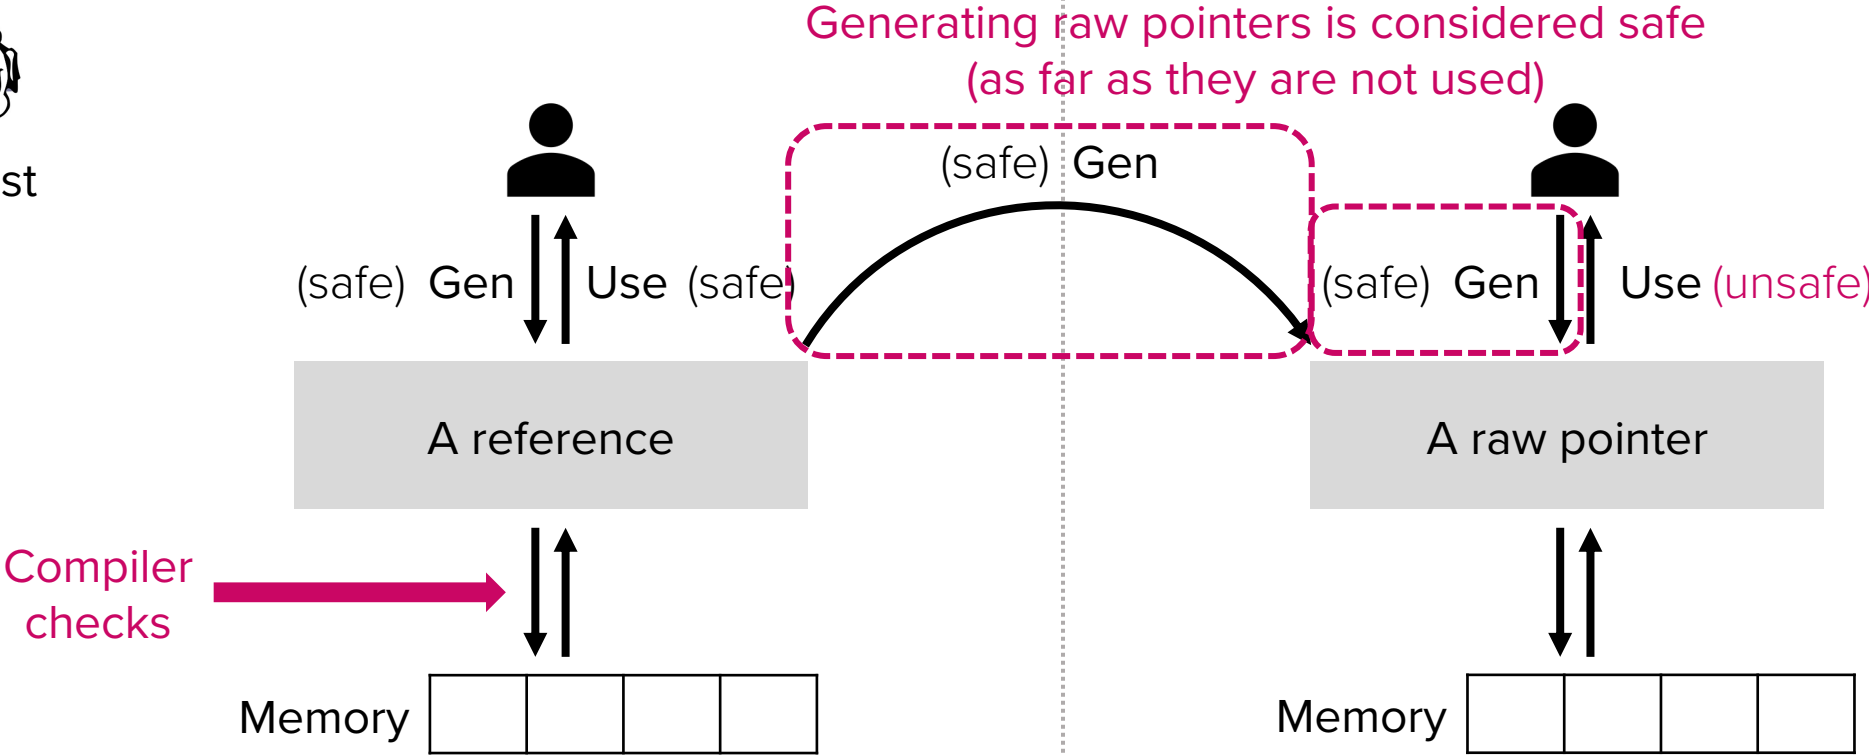 Generating raw pointers is considered safe
(as far as they are not used)
(safe) Gen
st
(safe) Gen Use (safe)
(safe) Gen Use (unsafe)
A reference
A raw pointer
Compiler
checks
Memory
Memory